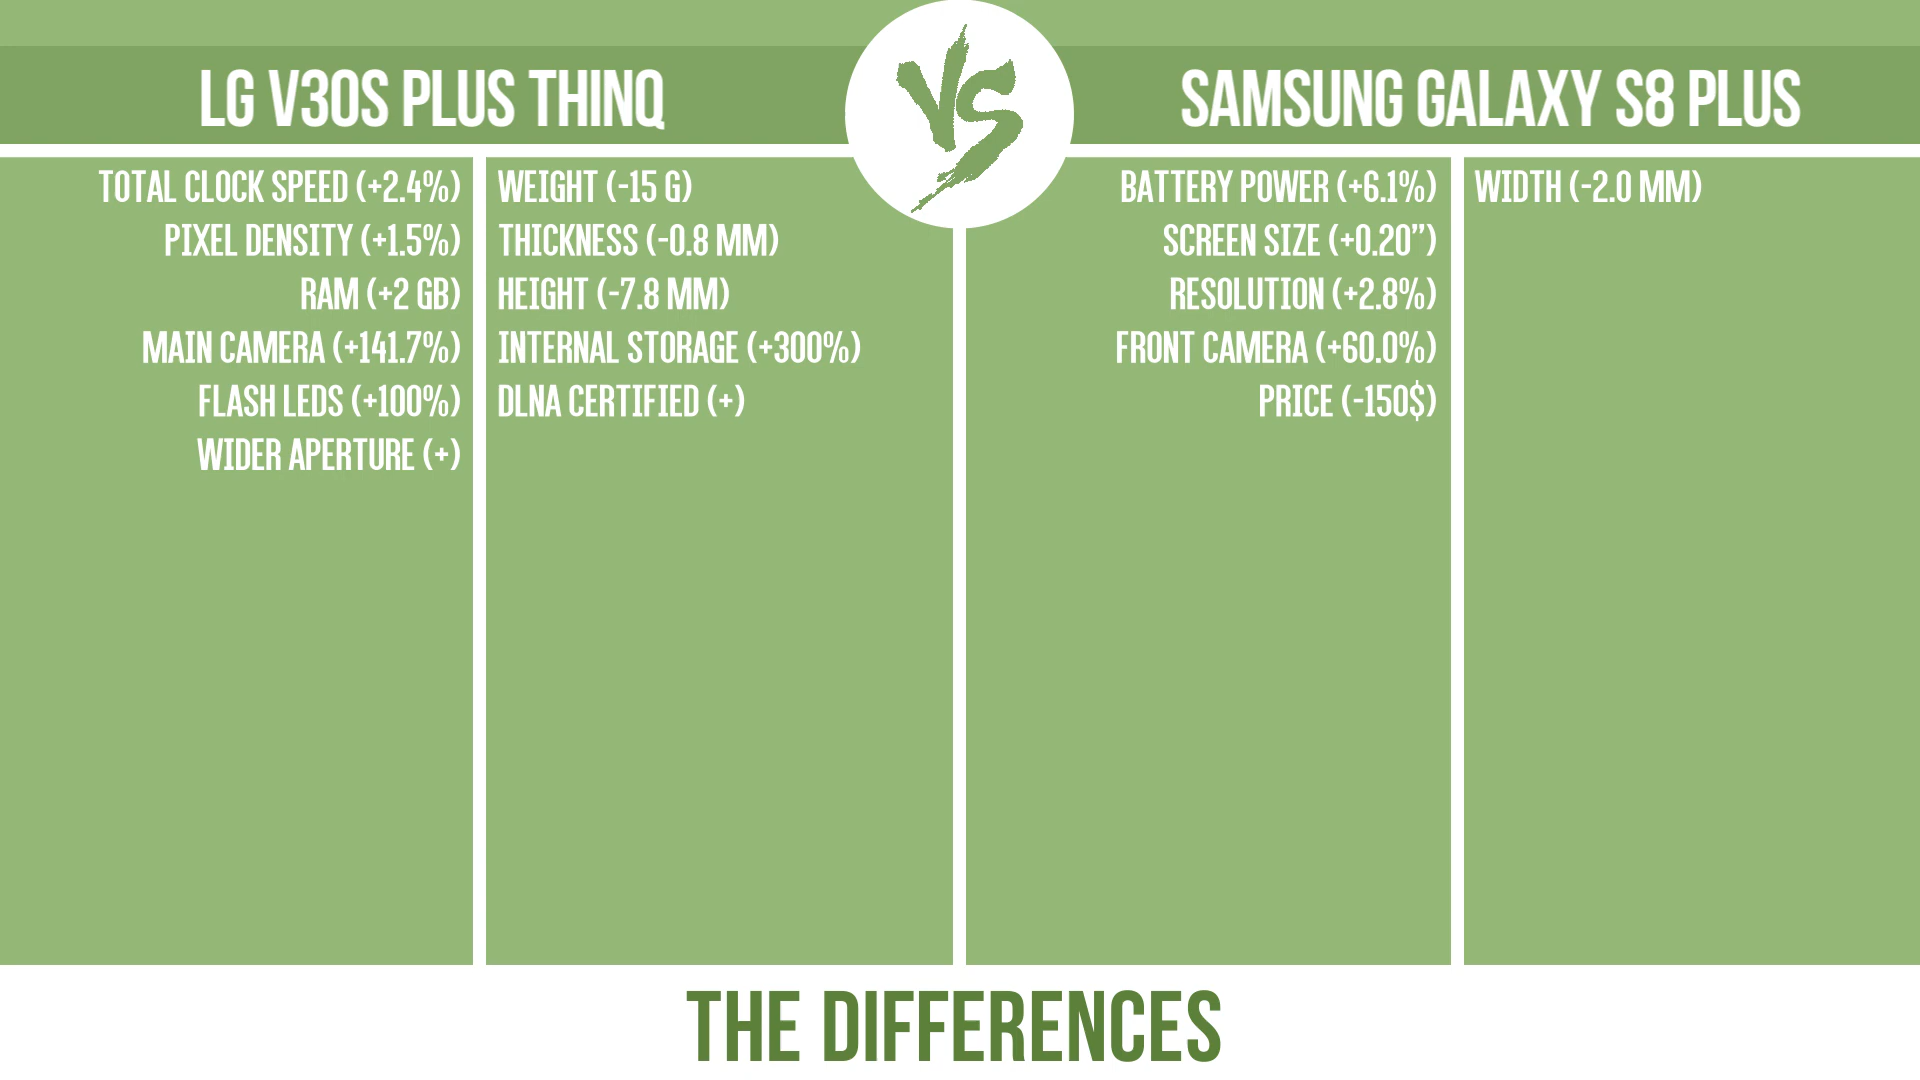 LG V30S PLUS THINQ
VS
SAMSUNG GALAXY S8 PLUS
TOTAL CLOCK SPEED (+2.4%)
PIXEL DENSITY (+1.5%)
RAM (+2 GB)
MAIN CAMERA (+141.7%)
FLASH LEDS (+100%)
WIDER APERTURE (+)
WEIGHT (-15 G)
THICKNESS (-0.8 MM)
HEIGHT (-7.8 MM)
INTERNAL STORAGE (+300%)
DLNA CERTIFIED (+)
BATTERY POWER (+6.1%)
SCREEN SIZE (+0.20”)
RESOLUTION (+2.8%)
FRONT CAMERA (+60.0%)
PRICE (-150$)
WIDTH (-2.0 MM)
THE DIFFERENCES